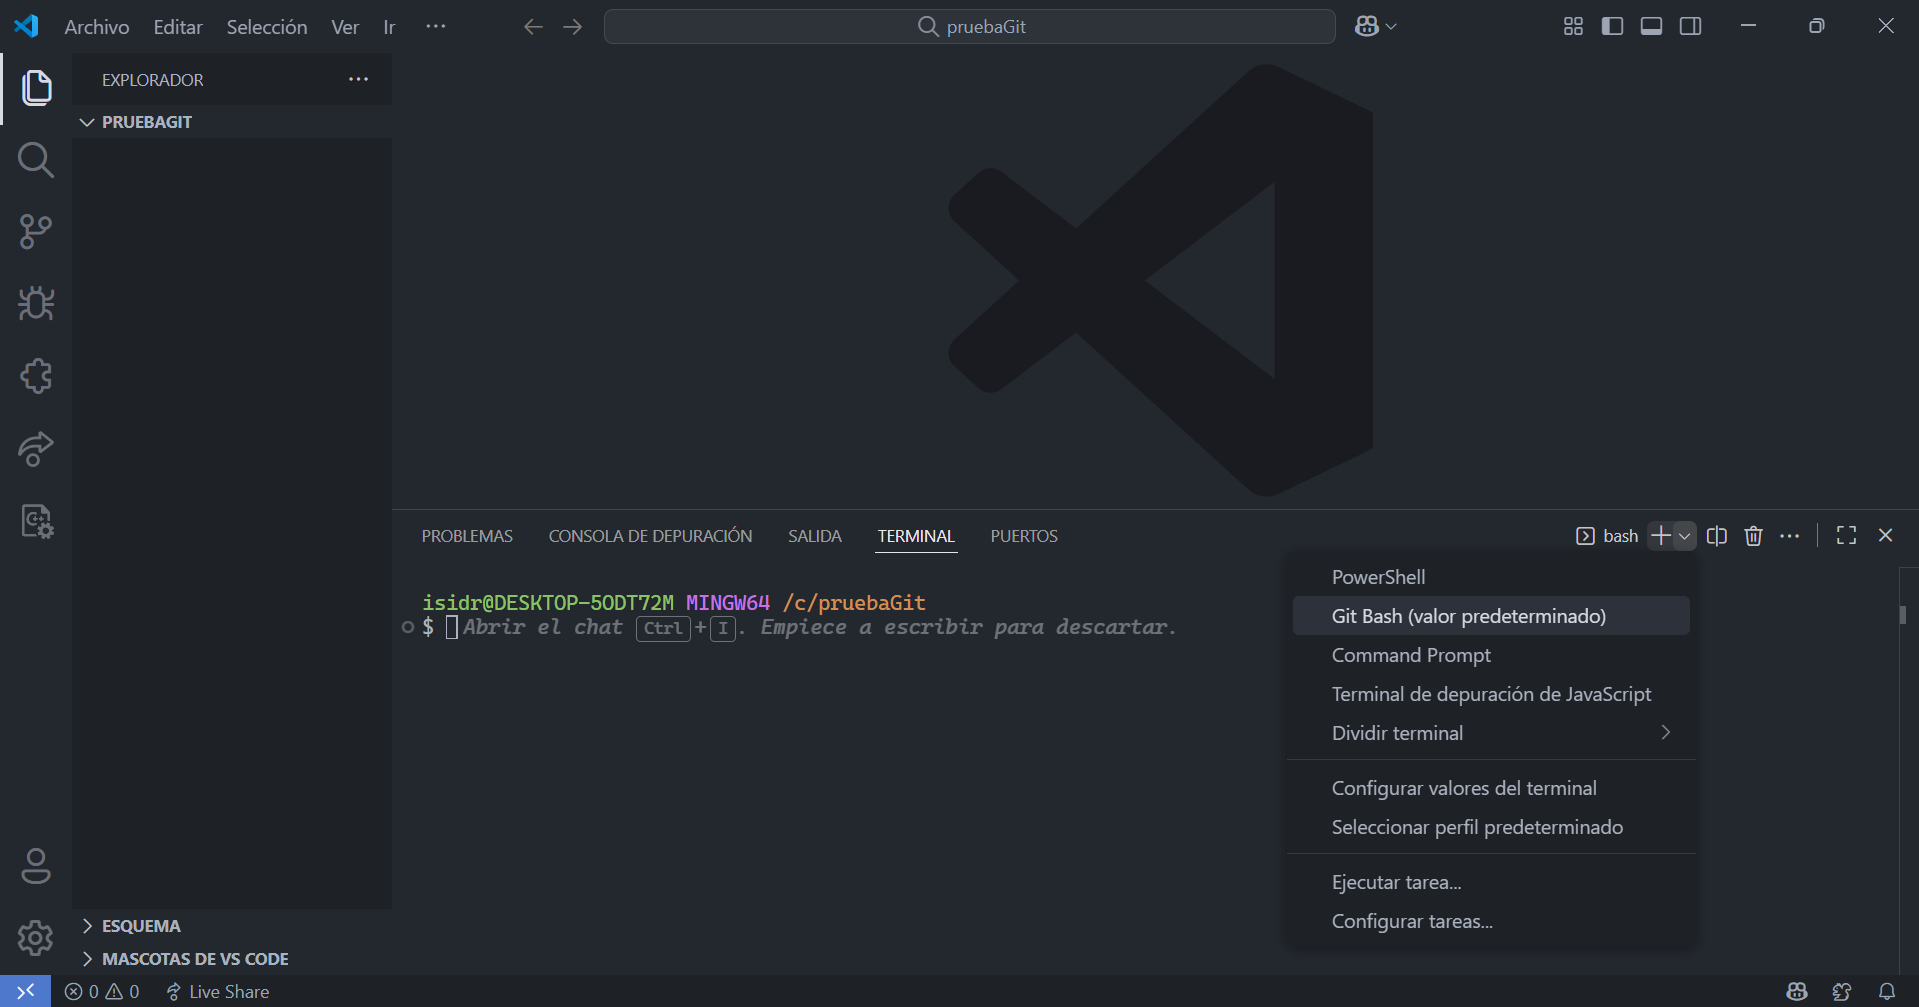 Archivo Editar Selección Ver Ir ···
pruebaGit
EXPLORADOR ···
PRUEBAGIT
PROBLEMAS CONSOLA DE DEPURACIÓN SALIDA TERMINAL PUERTOS
bash
isidr@DESKTOP-5ODT72M MINGW64 /c/pruebaGit
$ Abrir el chat Ctrl+I. Empiece a escribir para descartar.
PowerShell
Git Bash (valor predeterminado)
Command Prompt
Terminal de depuración de JavaScript
Dividir terminal
Configurar valores del terminal
Seleccionar perfil predeterminado
Ejecutar tarea...
Configurar tareas...
ESQUEMA
MASCOTAS DE VS CODE
0 0 Live Share